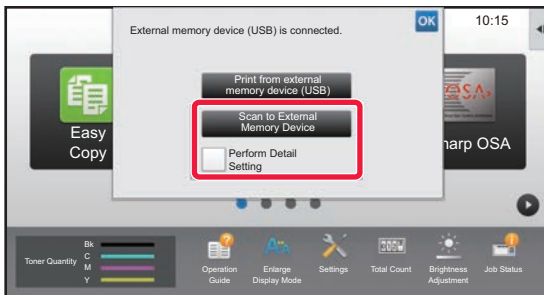 External memory device (USB) is connected.
OK
10:15
Print from external
memory device (USB)
Scan to External
Memory Device
Perform Detail
Setting
Easy
Copy
OSA
harp OSA
Toner Quantity
Bk
C
M
Y
Operation
Guide
Enlarge
Display Mode
Settings
Total Count
Brightness
Adjustment
Job Status